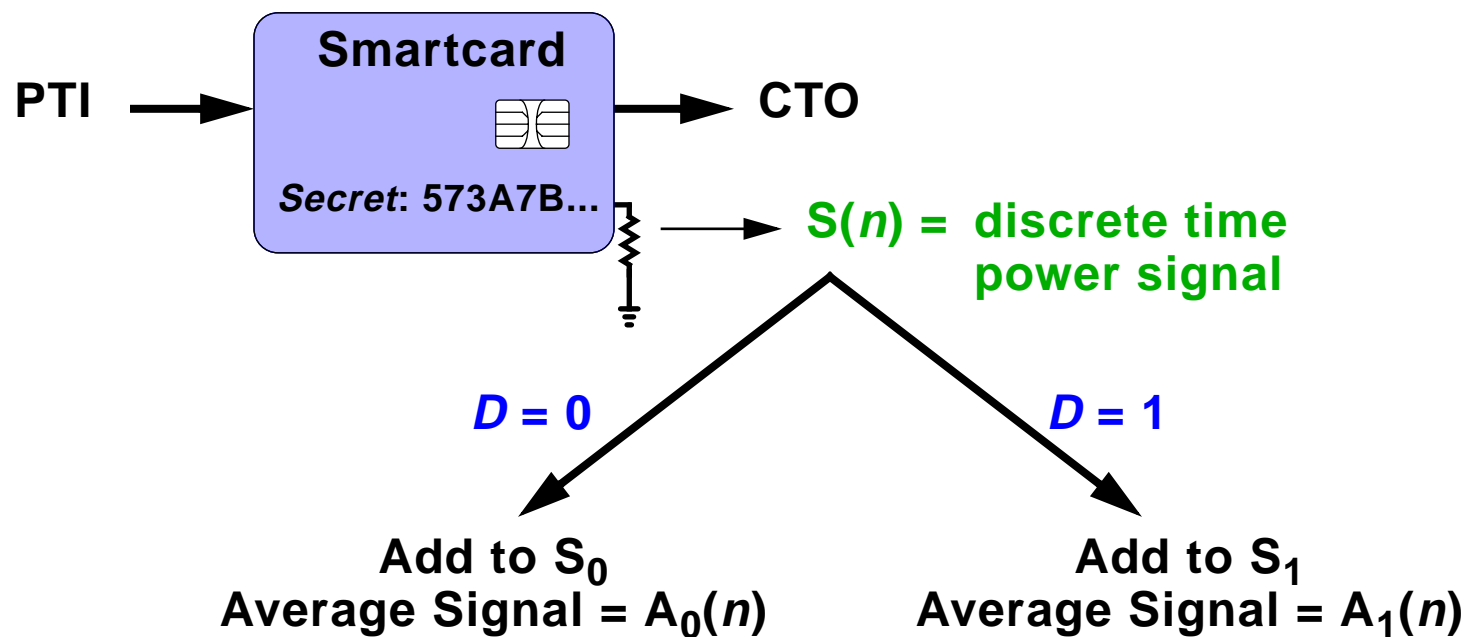 Smartcard
PTI
CTO
Secret: 573A7B...
S(n) = discrete time
power signal
D = 0
D = 1
Add to S0
Average Signal = A0(n)
Add to S1
Average Signal = A1(n)